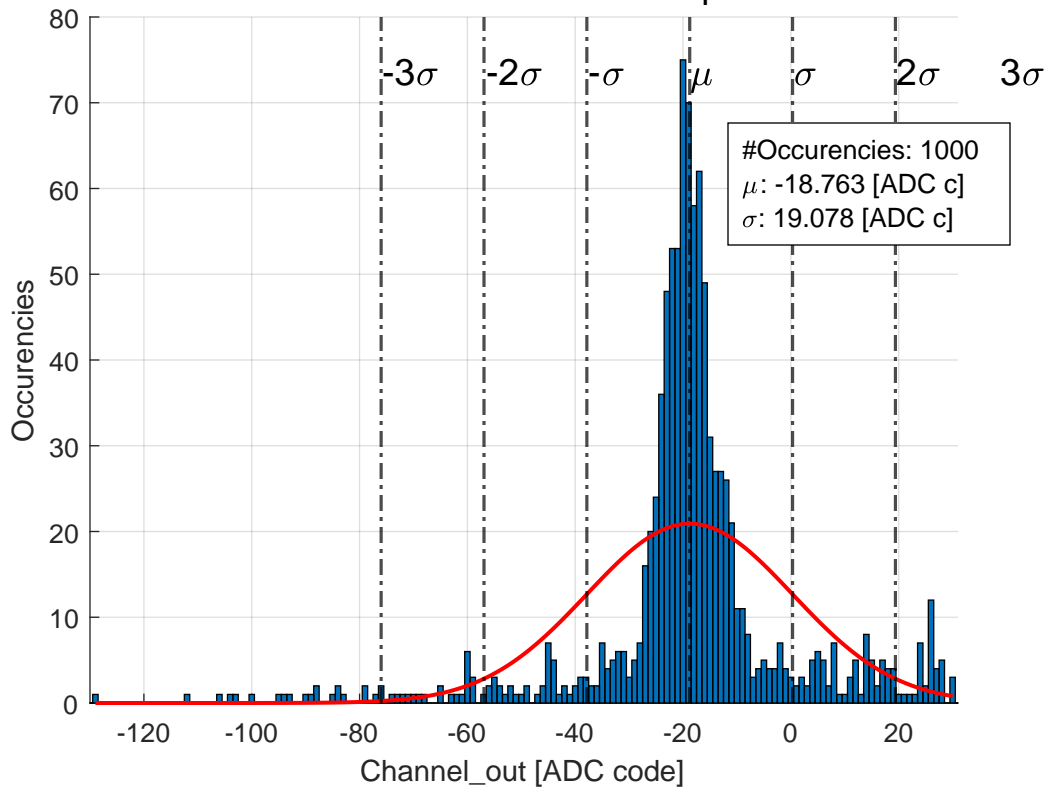 80
70
60
50
40
30
20
10
0
Occurencies
-3σ -2σ -σ μ σ 2σ 3σ
#Occurencies: 1000
μ: -18.763 [ADC c]
σ: 19.078 [ADC c]
-120 -100 -80 -60 -40 -20 0 20
Channel_out [ADC code]